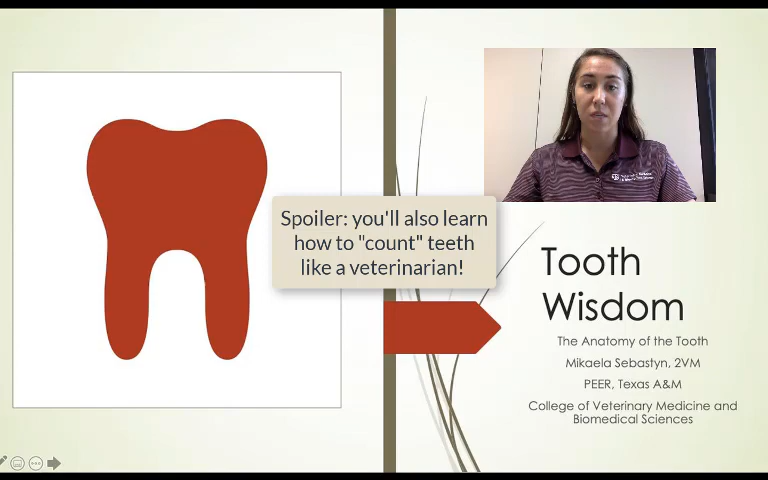 Spoiler: you'll also learn
how to "count" teeth
like a veterinarian!
Tooth
Wisdom
The Anatomy of the Tooth
Mikaela Sebastyn, 2VM
PEER, Texas A&M
College of Veterinary Medicine and
Biomedical Sciences